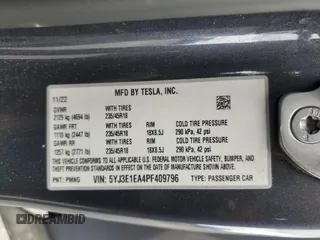 MFD BY TESLA, INC.
11/22
GVWR WITH TIRES
2129 kg (4694 lb) 235/45R18
GAWR FRT WITH TIRES RIM COLD TIRE PRESSURE
1110 kg (2447 lb) 235/45R18 18X8.5J 290 kPa, 42 psi
GAWR RR WITH TIRES RIM COLD TIRE PRESSURE
1257 kg (2771 lb) 235/45R18 18X8.5J 290 kPa, 42 psi
THIS VEHICLE CONFORMS TO ALL APPLICABLE U.S. FEDERAL MOTOR VEHICLE
SAFETY, BUMPER, AND THEFT PREVENTION STANDARDS IN
EFFECT ON THE DATE OF MANUFACTURE SHOWN ABOVE.
PNT: PMNG VIN: 5YJ3E1EA4PF409796 TYPE: PASSENGER CAR
DREAMBID